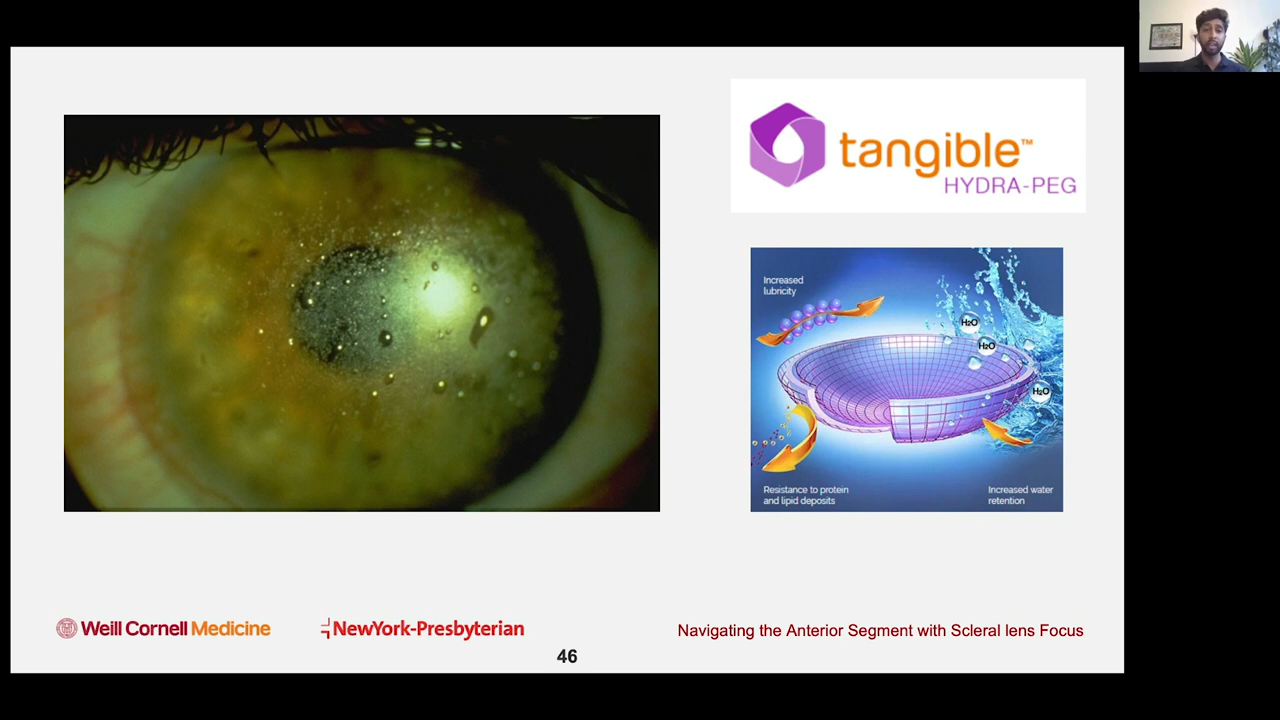 tangible™
HYDRA-PEG
Increased
lubricity
H₂O
H₂O
H₂O
Resistance to protein
and lipid deposits
Increased water
retention
Weill Cornell Medicine
NewYork-Presbyterian
Navigating the Anterior Segment with Scleral lens Focus
46